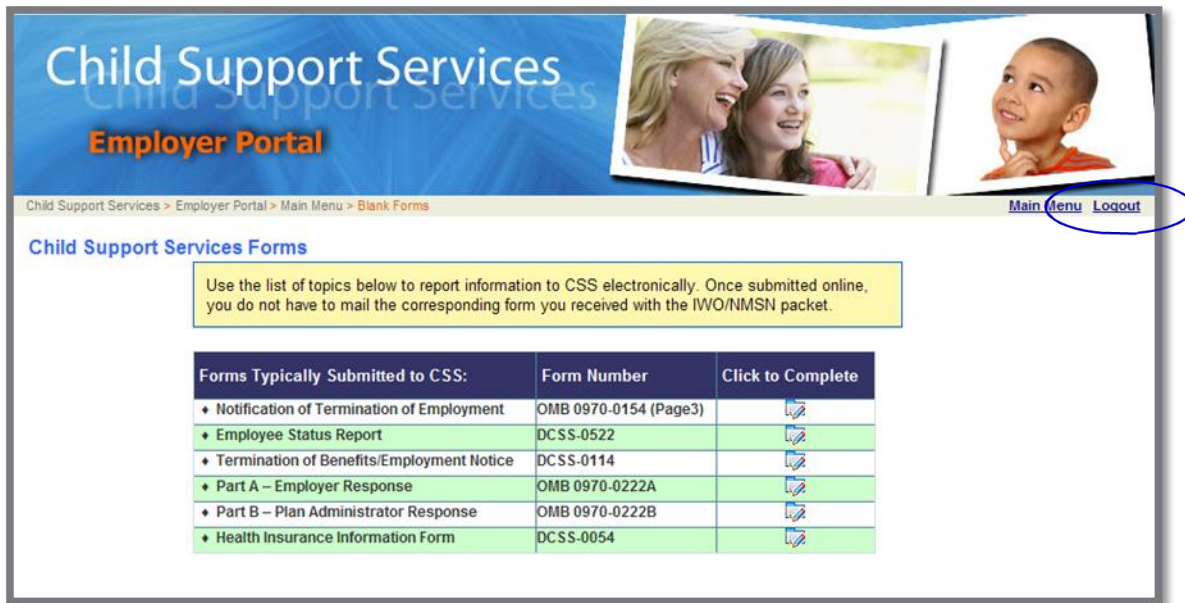 Child Support Services
Employer Portal
Child Support Services > Employer Portal > Main Menu > Blank Forms
Main Menu Logout
Child Support Services Forms
Use the list of topics below to report information to CSS electronically. Once submitted online,
you do not have to mail the corresponding form you received with the IWO/NMSN packet.
Forms Typically Submitted to CSS: Form Number Click to Complete
♦ Notification of Termination of Employment OMB 0970-0154 (Page3)
♦ Employee Status Report DCSS-0522
♦ Termination of Benefits/Employment Notice DCSS-0114
♦ Part A – Employer Response OMB 0970-0222A
♦ Part B – Plan Administrator Response OMB 0970-0222B
♦ Health Insurance Information Form DCSS-0054